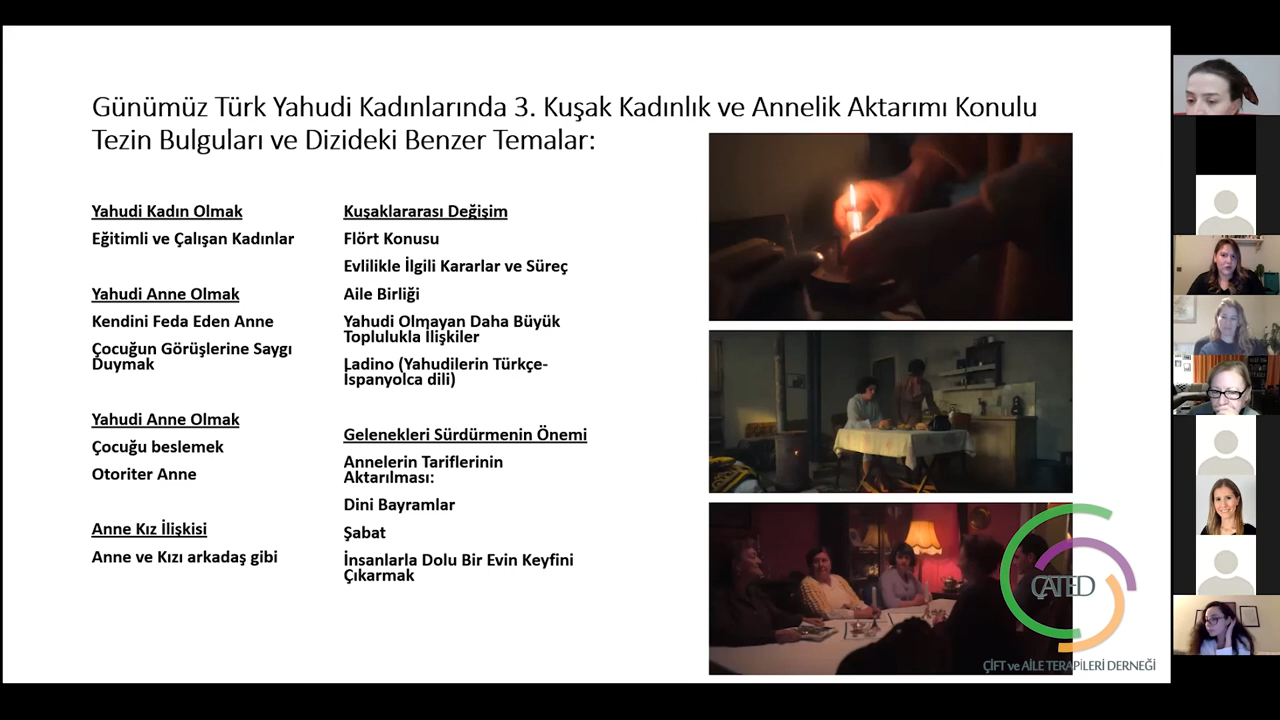 Günümüz Türk Yahudi Kadınlarında 3. Kuşak Kadınlık ve Annelik Aktarımı Konulu
Tezin Bulguları ve Dizideki Benzer Temalar:
Yahudi Kadın Olmak
Eğitimli ve Çalışan Kadınlar
Yahudi Anne Olmak
Kendini Feda Eden Anne
Çocuğun Görüşlerine Saygı
Duymak
Yahudi Anne Olmak
Çocuğu beslemek
Otoriter Anne
Anne Kız İlişkisi
Anne ve Kızı arkadaş gibi
Kuşaklararası Değişim
Flört Konusu
Evlilikle İlgili Kararlar ve Süreç
Aile Birliği
Yahudi Olmayan Daha Büyük
Toplulukla İlişkiler
Ladino (Yahudilerin Türkçe-
İspanyolca dili)
Gelenekleri Sürdürmenin Önemi
Annelerin Tariflerinin
Aktarılması:
Dini Bayramlar
Şabat
İnsanlarla Dolu Bir Evin Keyfini
Çıkarmak
ÇATED
ÇİFT ve AİLE TERAPİLERİ DERNEĞİ